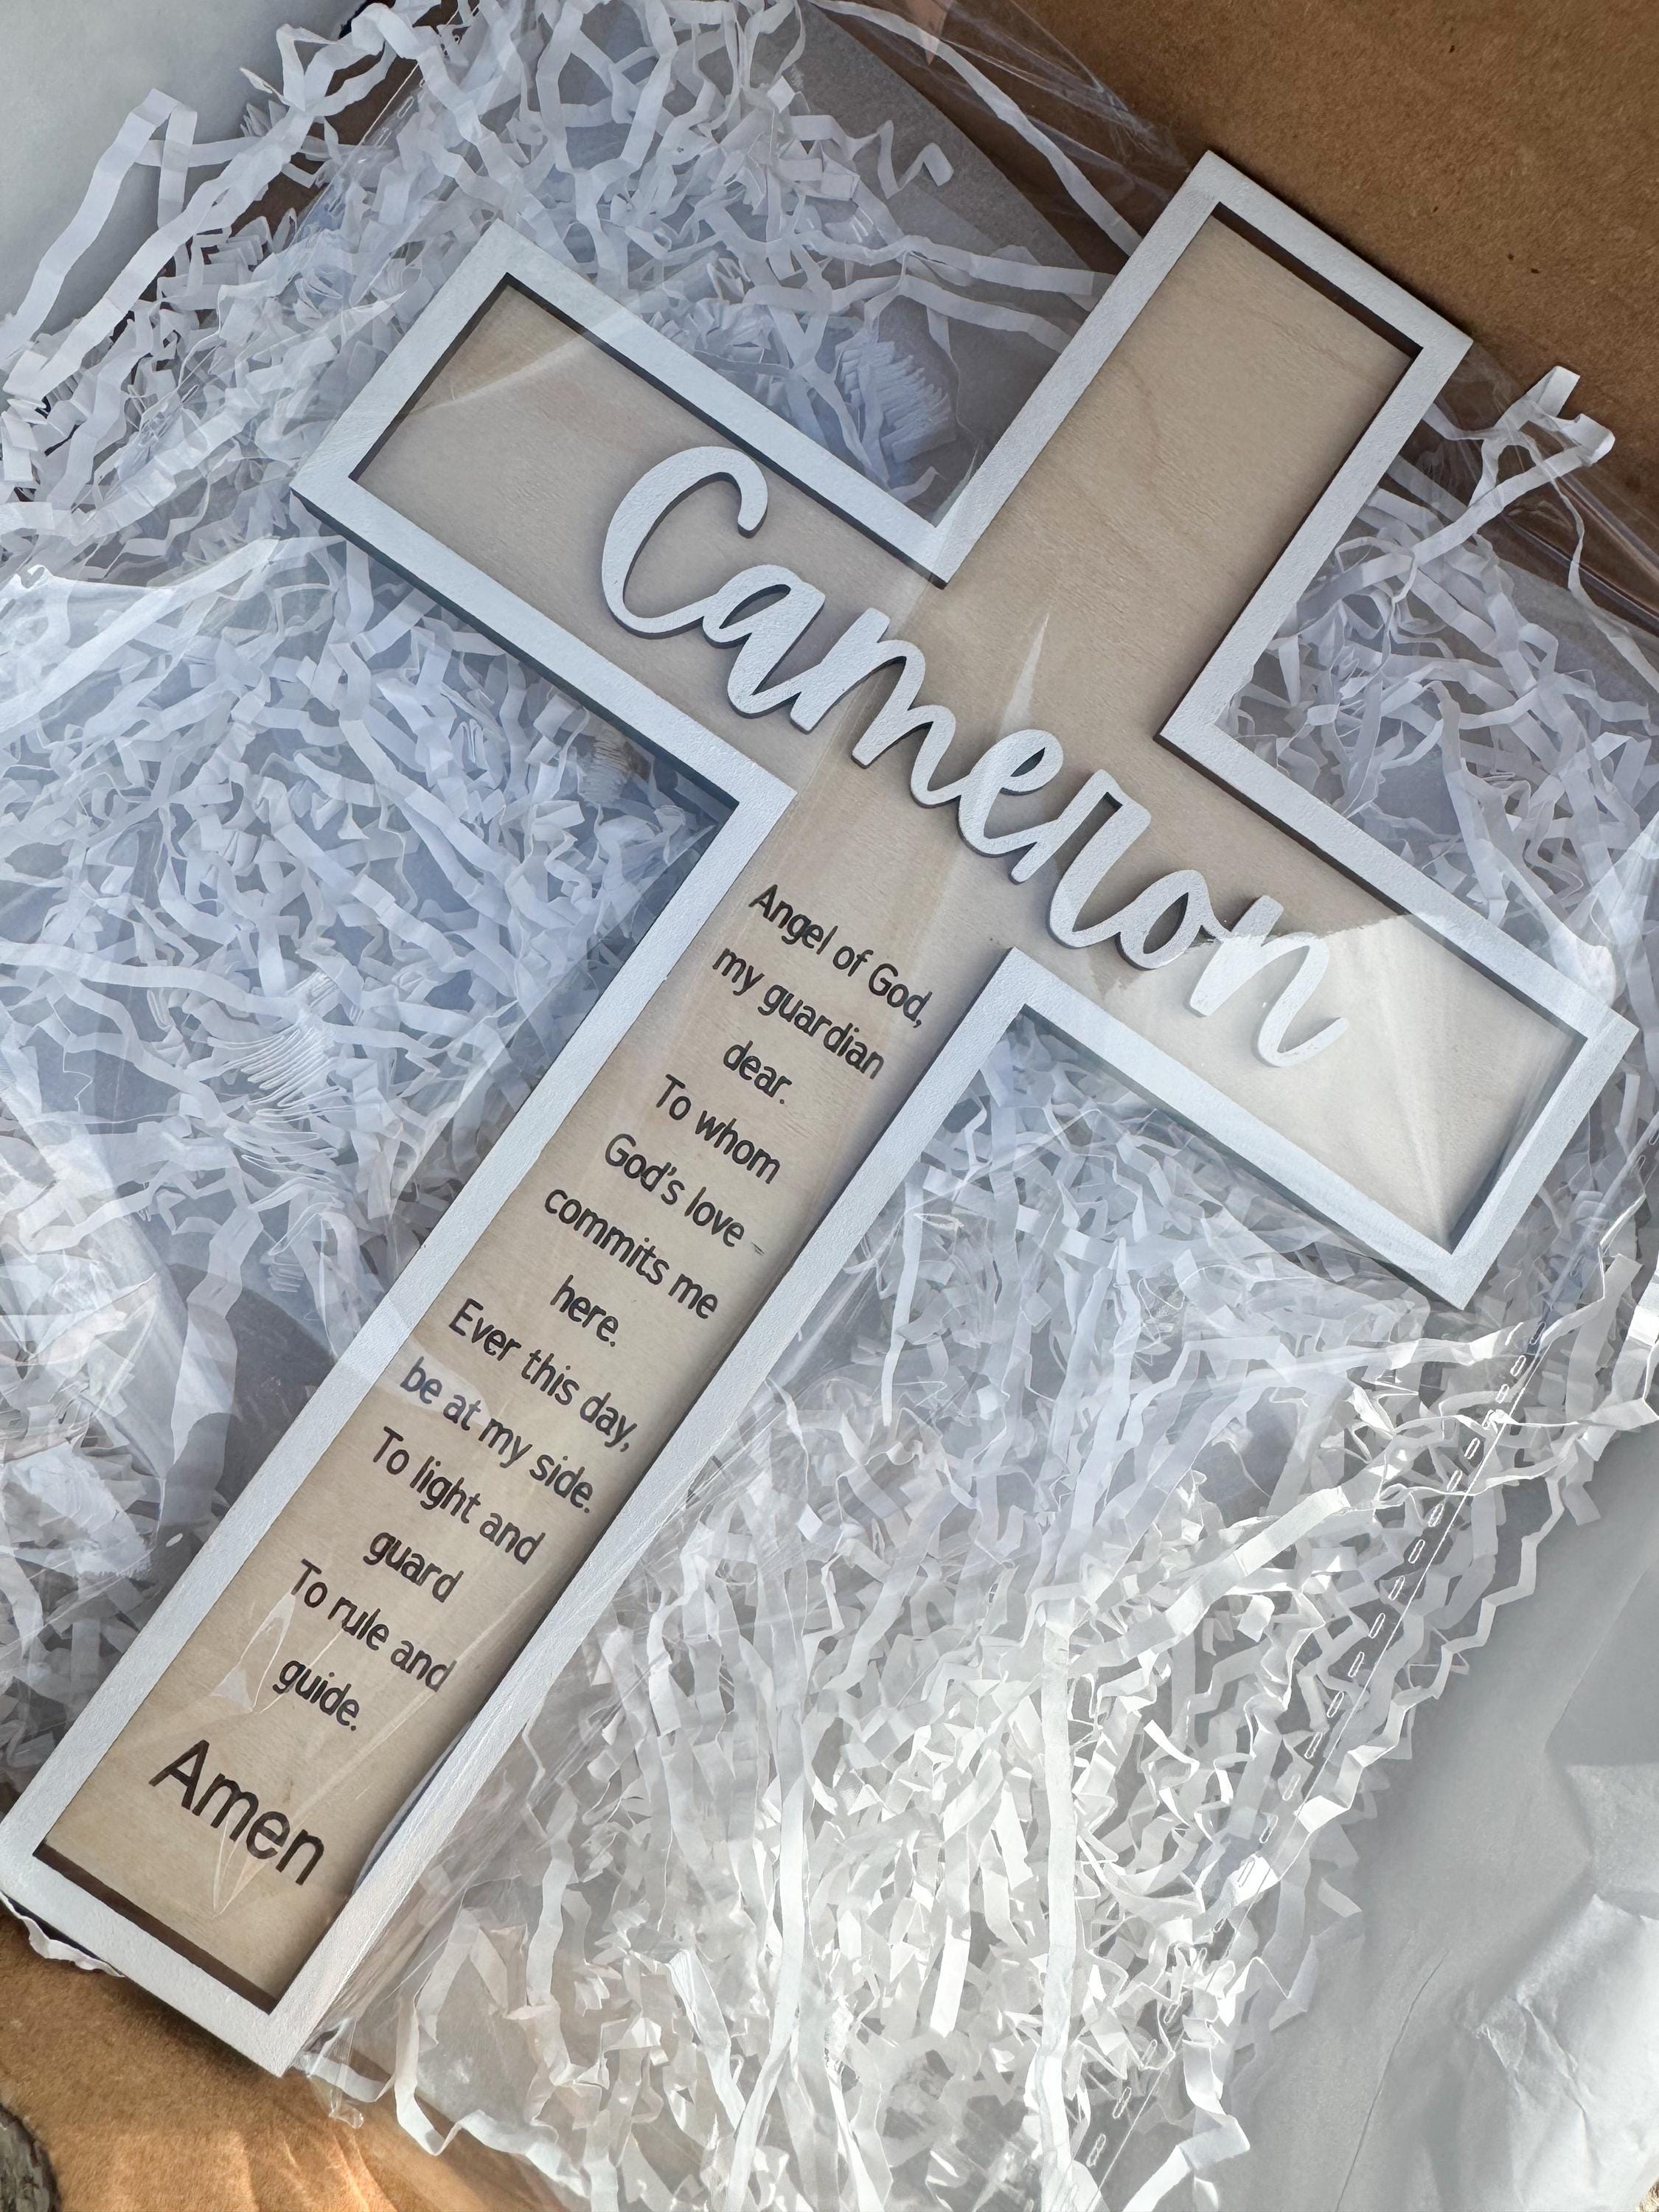 Cameron
Angel of God,
my guardian
dear.
To whom
God's love
commits me
here.
Ever this day,
be at my side.
To light and
guard
To rule and
guide.
Amen